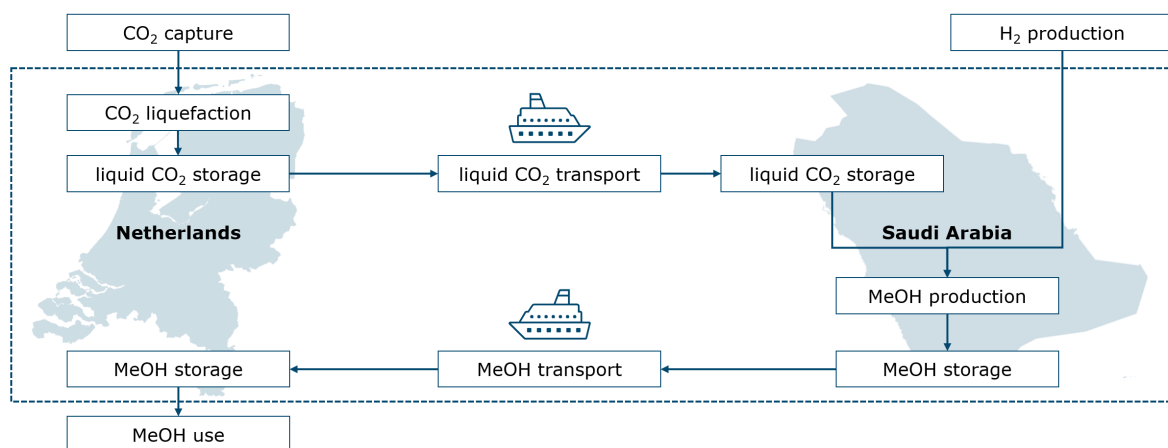 CO₂ capture
H₂ production
CO₂ liquefaction
liquid CO₂ storage
liquid CO₂ transport
liquid CO₂ storage
Netherlands
Saudi Arabia
MeOH production
MeOH storage
MeOH transport
MeOH storage
MeOH use